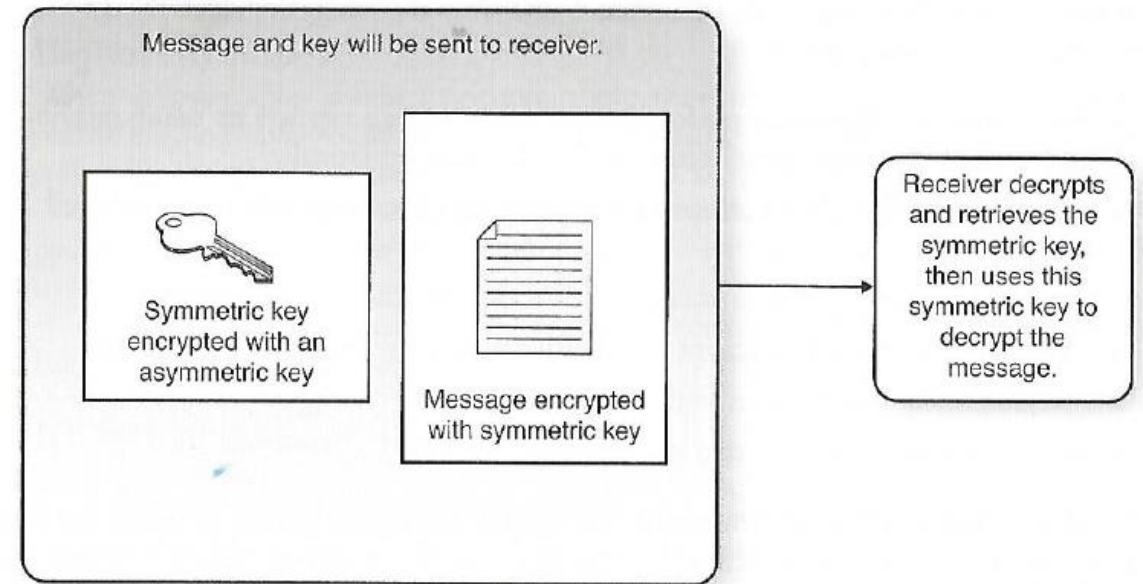 Message and key will be sent to receiver.
Symmetric key
encrypted with an
asymmetric key
Message encrypted
with symmetric key
Receiver decrypts
and retrieves the
symmetric key,
then uses this
symmetric key to
decrypt the
message.